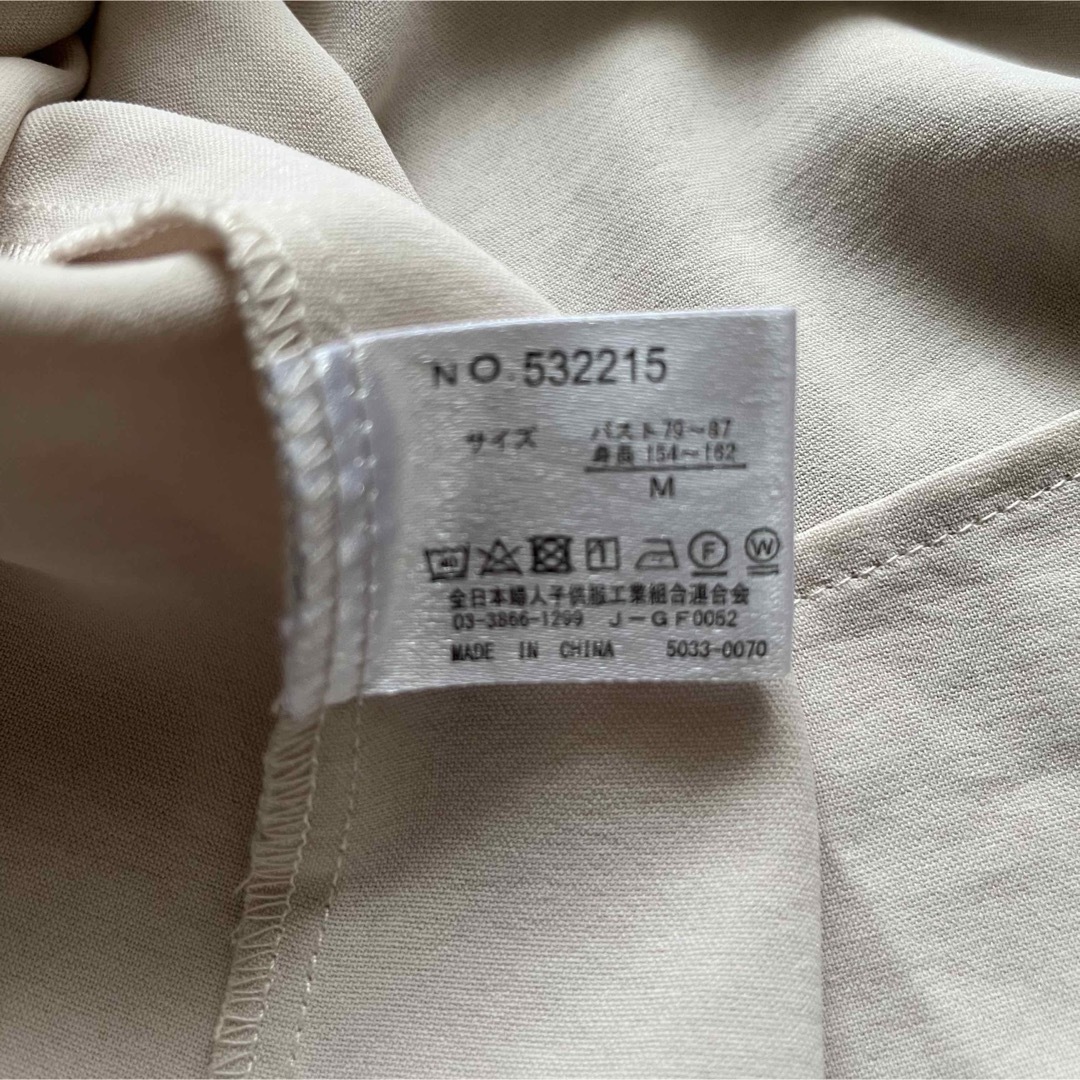 NO.532215
サイズ
バスト79~87
身長154~162
M
40
F W
全日本婦人子供服工業組合連合会
03-3866-1299 J-GF0052
MADE IN CHINA 5033-0070